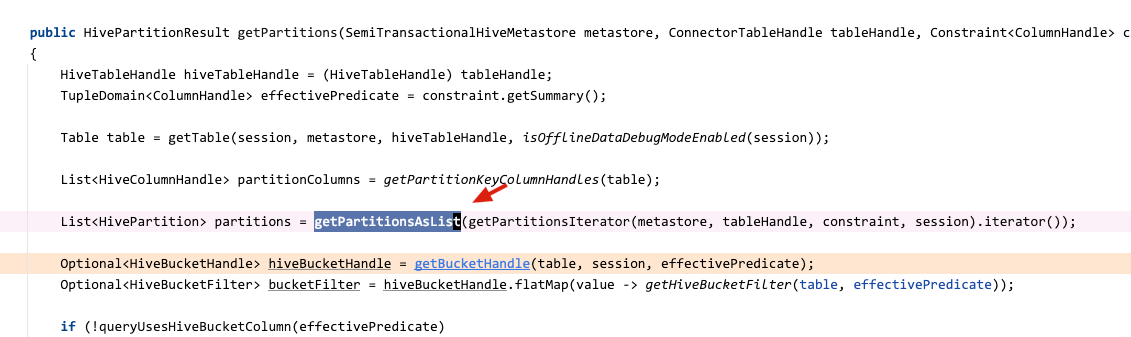 public HivePartitionResult getPartitions(SemiTransactionalHiveMetastore metastore, ConnectorTableHandle tableHandle, Constraint<ColumnHandle> c
{
HiveTableHandle hiveTableHandle = (HiveTableHandle) tableHandle;
TupleDomain<ColumnHandle> effectivePredicate = constraint.getSummary();
Table table = getTable(session, metastore, hiveTableHandle, isOfflineDataDebugModeEnabled(session));
List<HiveColumnHandle> partitionColumns = getPartitionKeyColumnHandles(table);
List<HivePartition> partitions = getPartitionsAsList(getPartitionsIterator(metastore, tableHandle, constraint, session).iterator());
Optional<HiveBucketHandle> hiveBucketHandle = getBucketHandle(table, session, effectivePredicate);
Optional<HiveBucketFilter> bucketFilter = hiveBucketHandle.flatMap(value -> getHiveBucketFilter(table, effectivePredicate));
if (!queryUsesHiveBucketColumn(effectivePredicate)